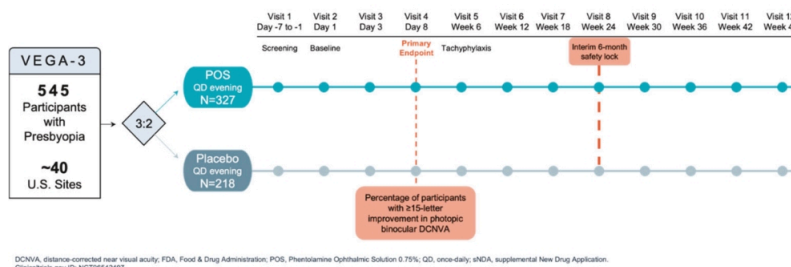 Visit 1 Visit 2 Visit 3 Visit 4 Visit 5 Visit 6 Visit 7 Visit 8 Visit 9 Visit 10 Visit 11 Visit 12
Day -7 to -1 Day 1 Day 3 Day 8 Week 6 Week 12 Week 18 Week 24 Week 30 Week 36 Week 42 Week
Screening Baseline Primary Endpoint Tachyphylaxis Interim 6-month safety lock
VEGA-3
545
Participants
with
Presbyopia
~40
U.S. Sites
3:2
POS
QD evening
N=327
Placebo
QD evening
N=218
Percentage of participants
with ≥15-letter
improvement in photopic
binocular DCNVA
DCNVA, distance-corrected near visual acuity; FDA, Food & Drug Administration; POS, Phentolamine Ophthalmic Solution 0.75%; QD, once-daily; sNDA, supplemental New Drug Application.